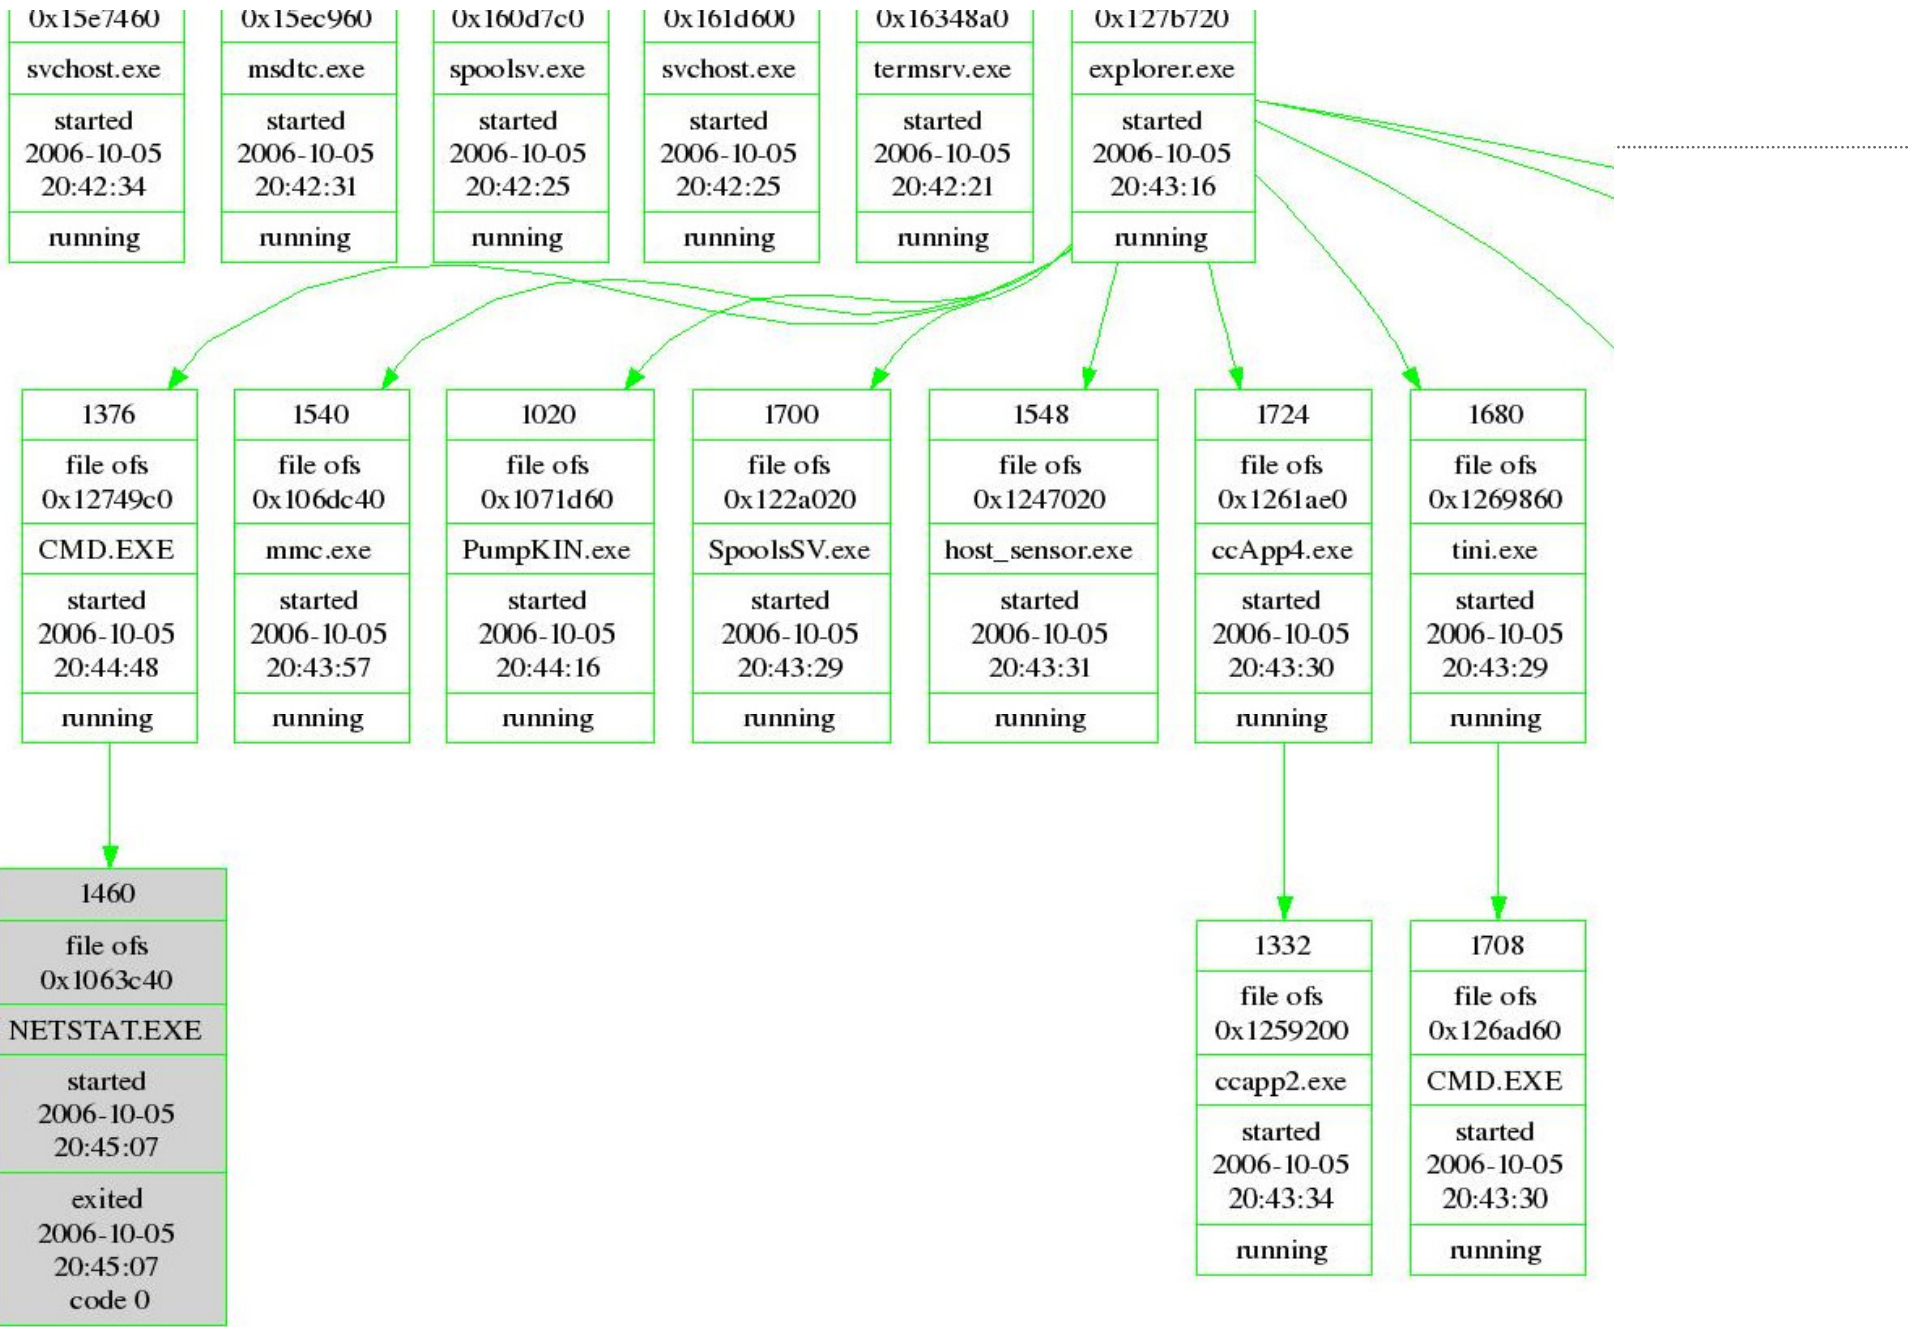 0x15e7460
svchost.exe
started
2006-10-05
20:42:34
running
0x15ec960
msdtc.exe
started
2006-10-05
20:42:31
running
0x160d7c0
spoolsv.exe
started
2006-10-05
20:42:25
running
0x161d600
svchost.exe
started
2006-10-05
20:42:25
running
0x16348a0
termsrv.exe
started
2006-10-05
20:42:21
running
0x127b720
explorer.exe
started
2006-10-05
20:43:16
running
1376
file ofs
0x12749c0
CMD.EXE
started
2006-10-05
20:44:48
running
1540
file ofs
0x106dc40
mmc.exe
started
2006-10-05
20:43:57
running
1020
file ofs
0x1071d60
PumpKIN.exe
started
2006-10-05
20:44:16
running
1700
file ofs
0x122a020
SpoolsSV.exe
started
2006-10-05
20:43:29
running
1548
file ofs
0x1247020
host_sensor.exe
started
2006-10-05
20:43:31
running
1724
file ofs
0x1261ae0
ccApp4.exe
started
2006-10-05
20:43:30
running
1680
file ofs
0x1269860
tini.exe
started
2006-10-05
20:43:29
running
1460
file ofs
0x1063c40
NETSTAT.EXE
started
2006-10-05
20:45:07
exited
2006-10-05
20:45:07
code 0
1332
file ofs
0x1259200
ccapp2.exe
started
2006-10-05
20:43:34
running
1708
file ofs
0x126ad60
CMD.EXE
started
2006-10-05
20:43:30
running